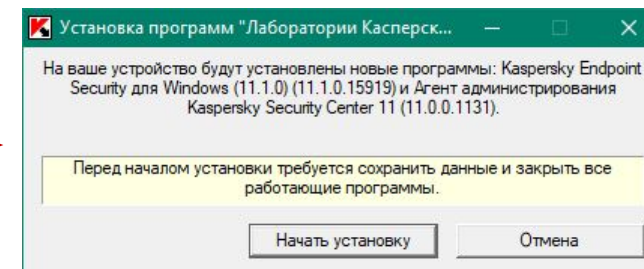 Установка программ "Лаборатории Касперск...
На ваше устройство будут установлены новые программы: Kaspersky Endpoint
Security для Windows (11.1.0) (11.1.0.15919) и Агент администрирования
Kaspersky Security Center 11 (11.0.0.1131).
Перед началом установки требуется сохранить данные и закрыть все
работающие программы.
Начать установку Отмена